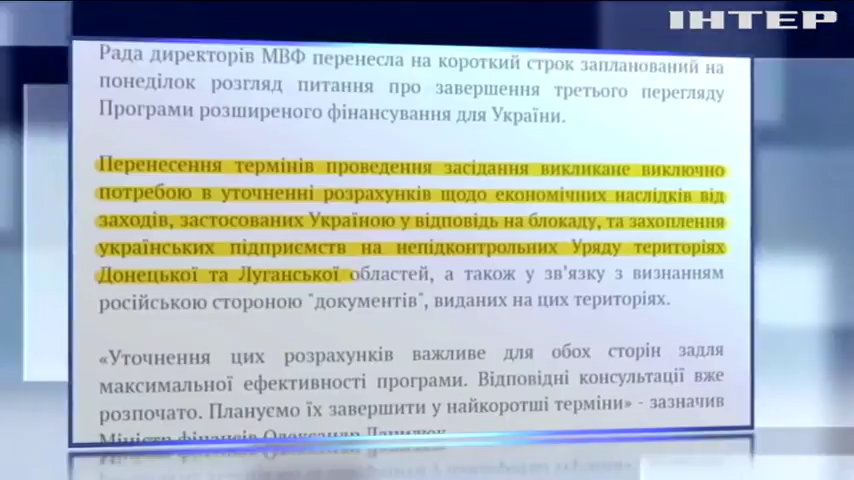 ІНТЕР
Рада директорів МВФ перенесла на короткий строк запланований на
понеділок розгляд питання про завершення третього перегляду
Програми розширеного фінансування для України.
Перенесення термінів проведення засідання викликане виключно
потребою в уточненні розрахунків щодо економічних наслідків від
заходів, застосованих Україною у відповідь на блокаду, та захоплення
українських підприємств на непідконтрольних Уряду територіях
Донецької та Луганської областей, а також у зв’язку з визнанням
російською стороною "документів", виданих на цих територіях.
«Уточнення цих розрахунків важливе для обох сторін задля
максимальної ефективності програми. Відповідні консультації вже
розпочато. Плануємо їх завершити у найкоротші терміни» - зазначив
Міністр фінансів Олександр Данилюк.